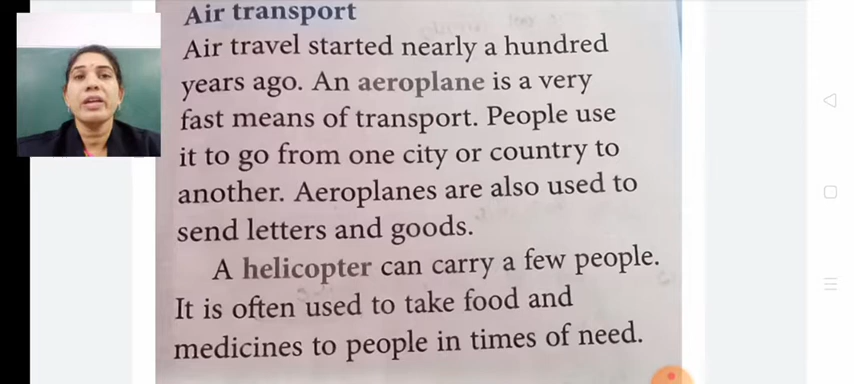 Air transport
Air travel started nearly a hundred
years ago. An aeroplane is a very
fast means of transport. People use
it to go from one city or country to
another. Aeroplanes are also used to
send letters and goods.
A helicopter can carry a few people.
It is often used to take food and
medicines to people in times of need.